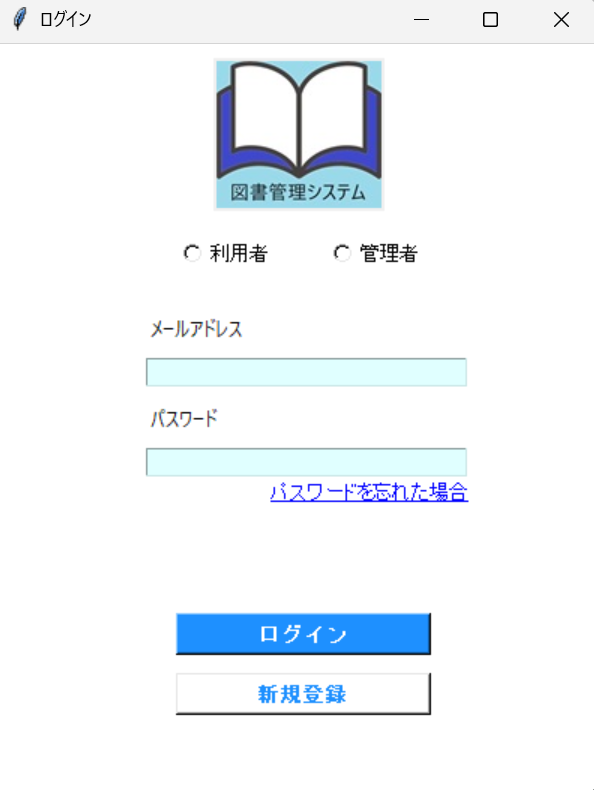 ログイン
図書管理システム
利用者 管理者
メールアドレス
パスワード
パスワードを忘れた場合
ログイン
新規登録